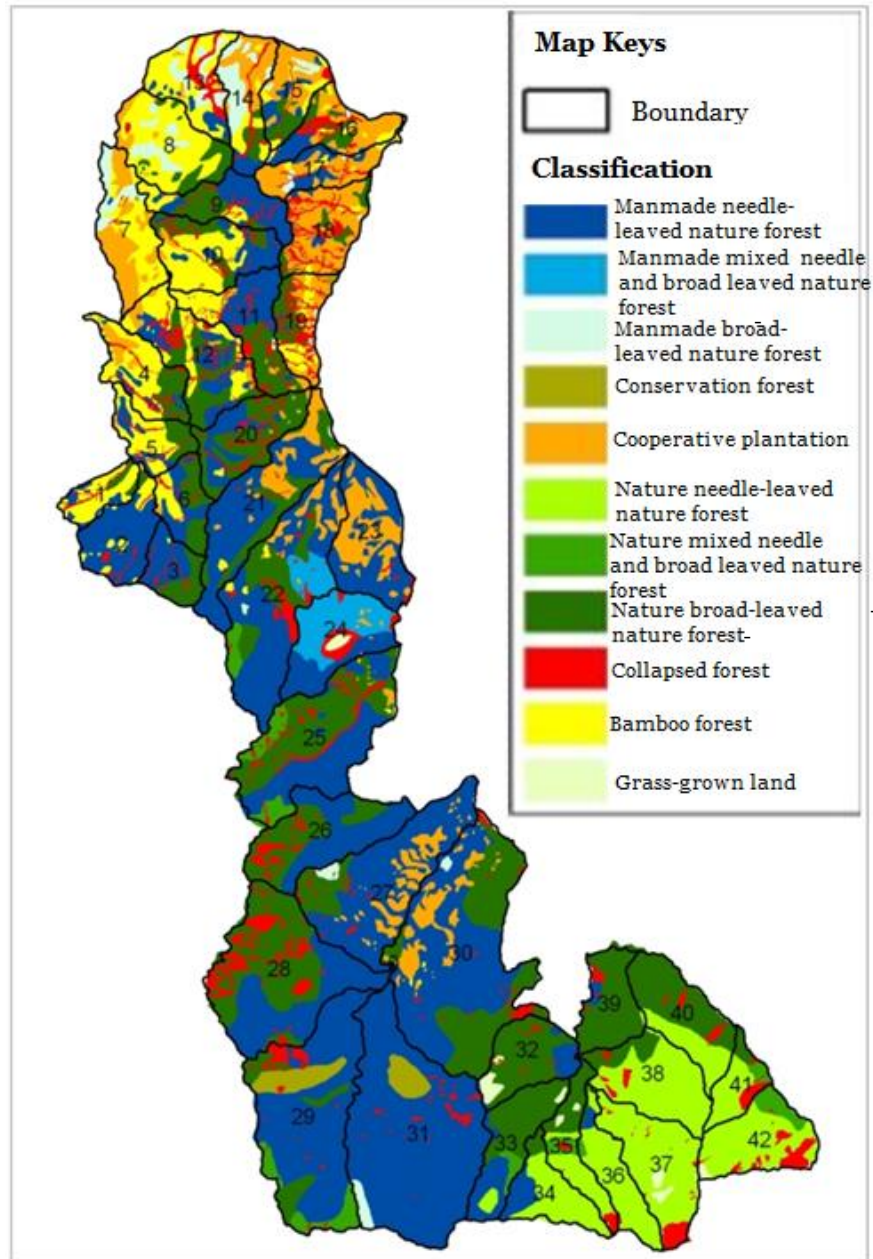 Map Keys
Boundary
Classification
Manmade needle-
leaved nature forest
Manmade mixed needle
and broad leaved nature
forest
Manmade broad-
leaved nature forest
Conservation forest
Cooperative plantation
Nature needle-leaved
nature forest
Nature mixed needle
and broad leaved nature
forest
Nature broad-leaved
nature forest-
Collapsed forest
Bamboo forest
Grass-grown land
13
14
15
16
8
17
7
9
18
10
11
19
12
4
20
5
1
6
21
2
23
3
22
24
25
26
27
30
28
39
40
32
38
41
29
31
33
35
42
37
36
34